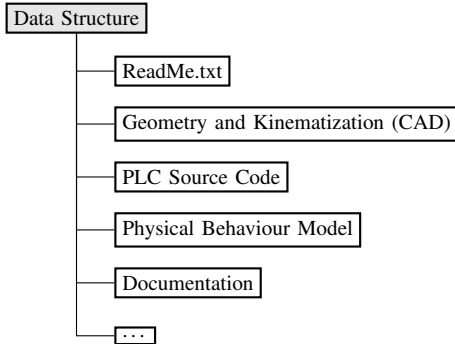 Data Structure
ReadMe.txt
Geometry and Kinematization (CAD)
PLC Source Code
Physical Behaviour Model
Documentation
...